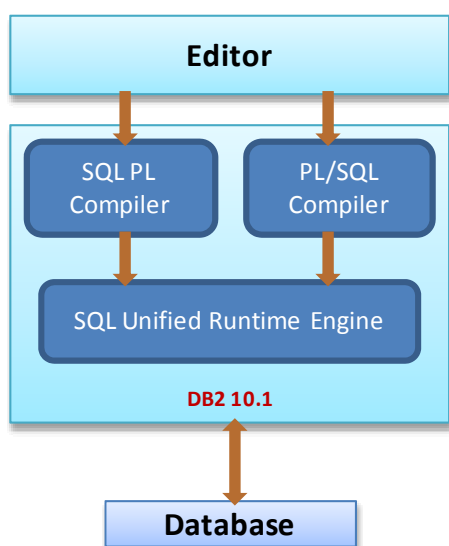 Editor
SQL PL
Compiler
PL/SQL
Compiler
SQL Unified Runtime Engine
DB2 10.1
Database